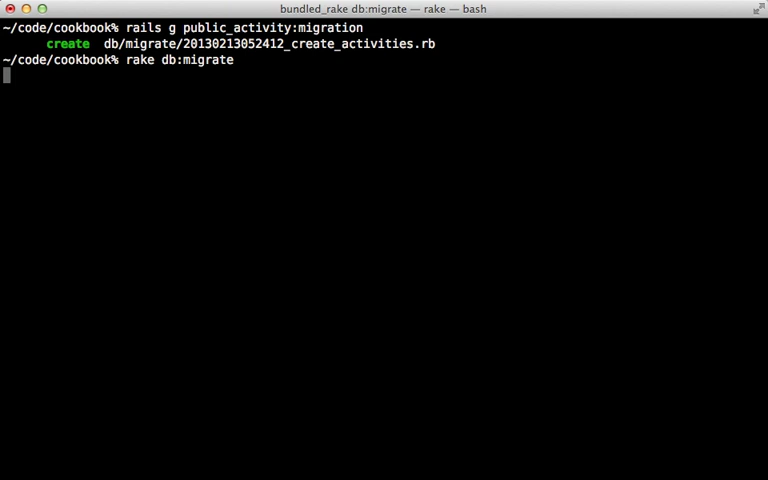 bundled_rake db:migrate — rake — bash
~/code/cookbook% rails g public_activity:migration
create db/migrate/20130213052412_create_activities.rb
~/code/cookbook% rake db:migrate